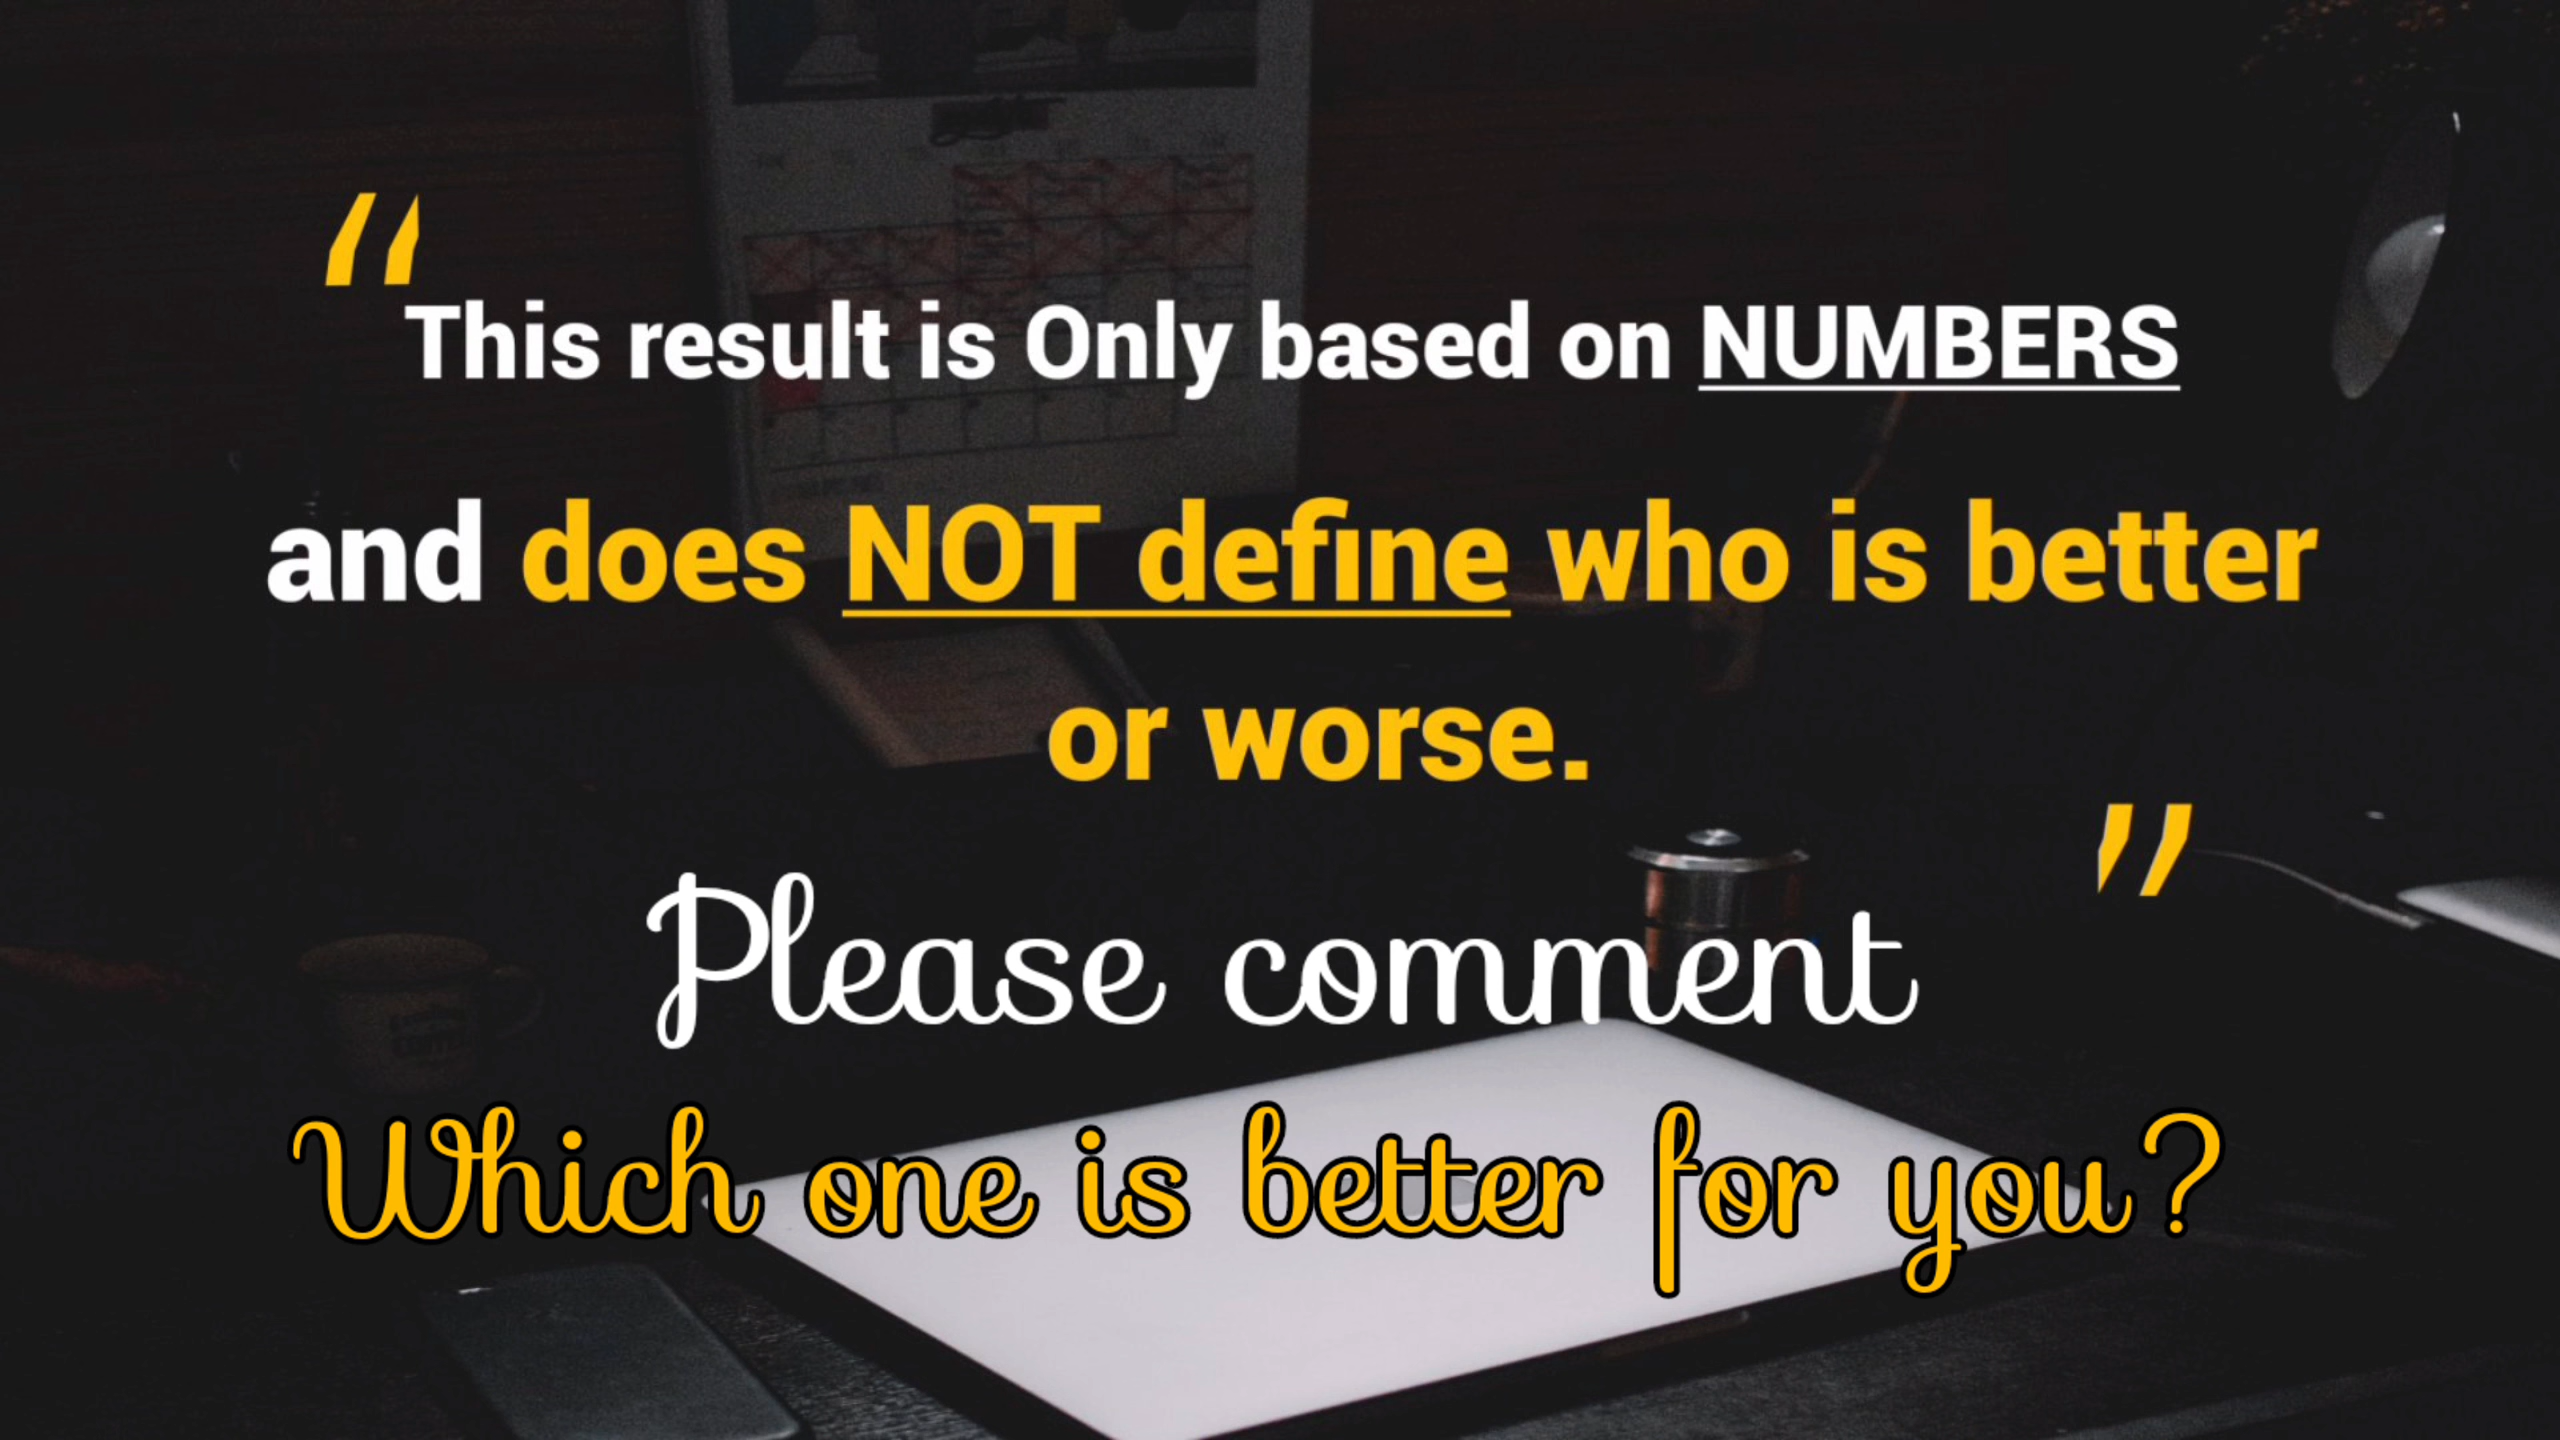 “This result is Only based on NUMBERS
and does NOT define who is better
or worse.”
Please comment
Which one is better for you?